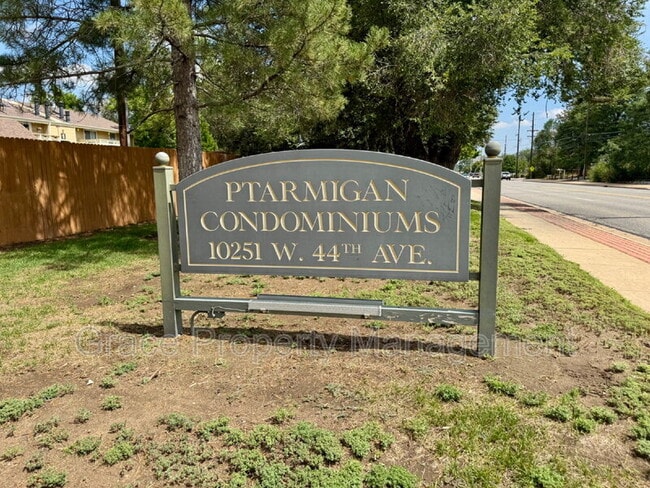 PTARMIGAN
CONDOMINIUMS
10251 W. 44TH AVE.
Grace Property Management